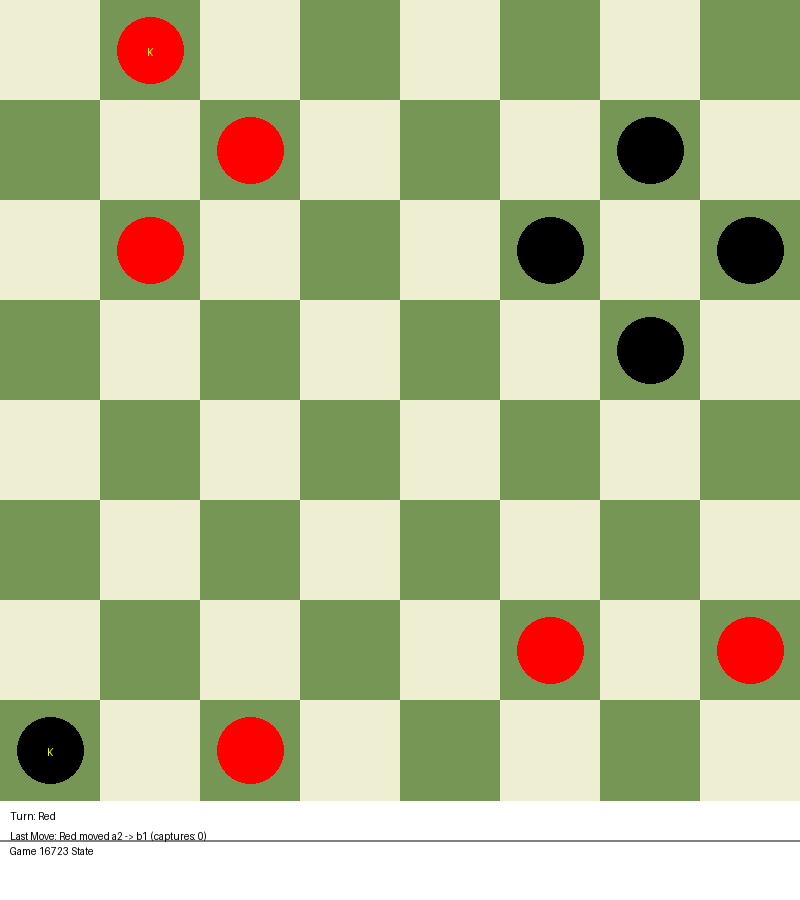 K
K
Turn: Red
Last Move: Red moved a2 -> b1 (captures: 0)
Game 16723 State